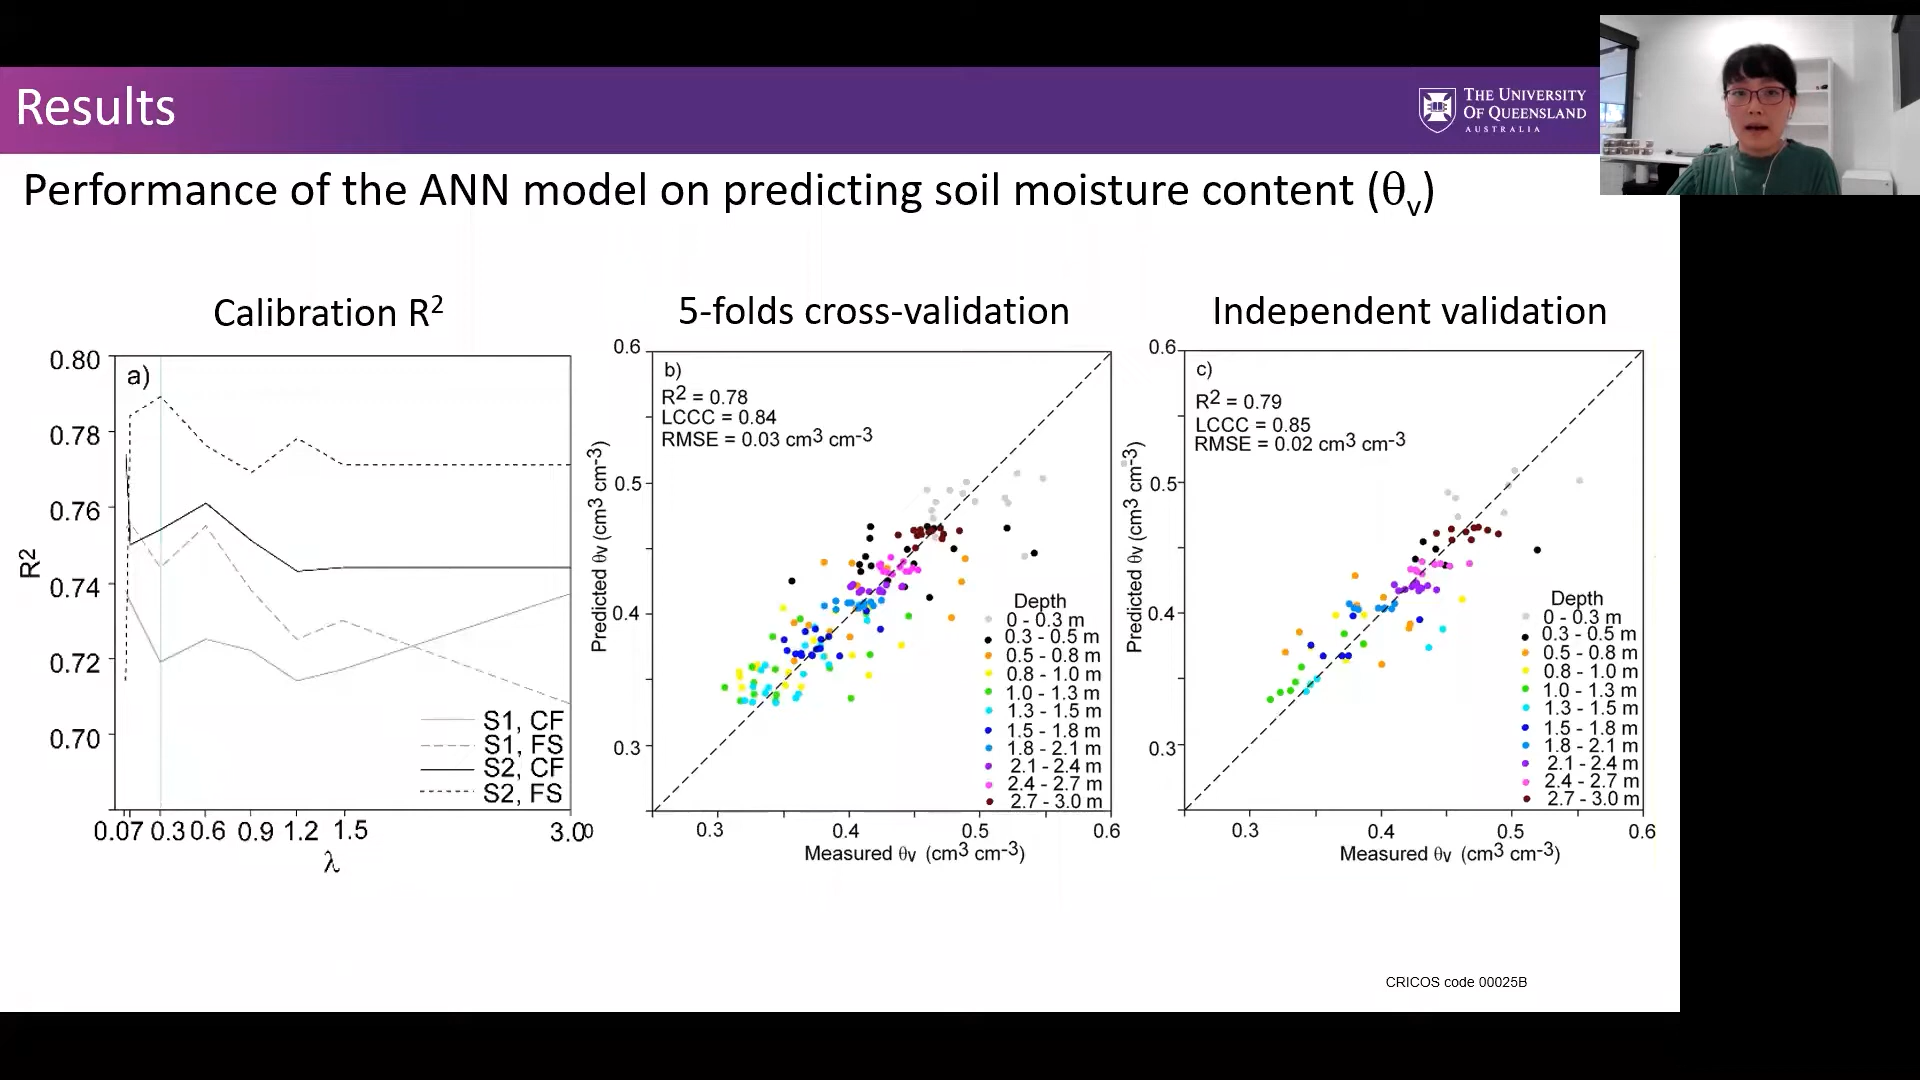 Results
THE UNIVERSITY
OF QUEENSLAND
AUSTRALIA
Performance of the ANN model on predicting soil moisture content (θv)
Calibration R2
0.80
0.78
0.76
0.74
0.72
0.70
R2
a)
S1, CF
S1, FS
S2, CF
S2, FS
0.07 0.3 0.6 0.9 1.2 1.5 3.0
λ
5-folds cross-validation
0.6
0.5
0.4
0.3
Predicted θv (cm3 cm-3)
b)
R2 = 0.78
LCCC = 0.84
RMSE = 0.03 cm3 cm-3
Depth
0 - 0.3 m
0.3 - 0.5 m
0.5 - 0.8 m
0.8 - 1.0 m
1.0 - 1.3 m
1.3 - 1.5 m
1.5 - 1.8 m
1.8 - 2.1 m
2.1 - 2.4 m
2.4 - 2.7 m
2.7 - 3.0 m
0 0.3 0.4 0.5 0.6
Measured θv (cm3 cm-3)
Independent validation
0.6
0.5
0.4
0.3
Predicted θv (cm3 cm-3)
c)
R2 = 0.79
LCCC = 0.85
RMSE = 0.02 cm3 cm-3
Depth
0 - 0.3 m
0.3 - 0.5 m
0.5 - 0.8 m
0.8 - 1.0 m
1.0 - 1.3 m
1.3 - 1.5 m
1.5 - 1.8 m
1.8 - 2.1 m
2.1 - 2.4 m
2.4 - 2.7 m
2.7 - 3.0 m
0.3 0.4 0.5 0.6
Measured θv (cm3 cm-3)
CRICOS code 00025B